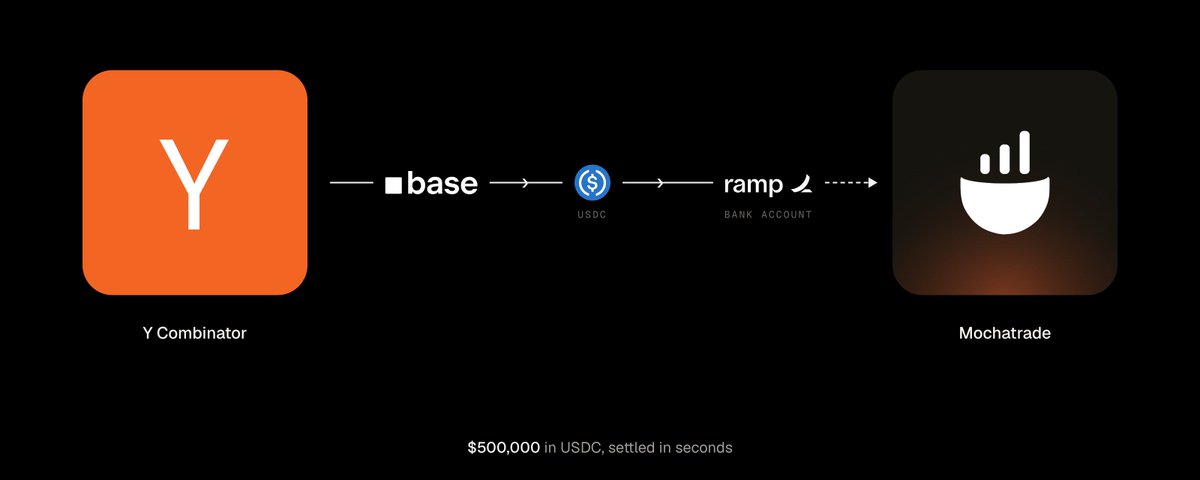 Y
base
USDC
ramp
BANK ACCOUNT
Y Combinator
Mochatrade
$500,000 in USDC, settled in seconds